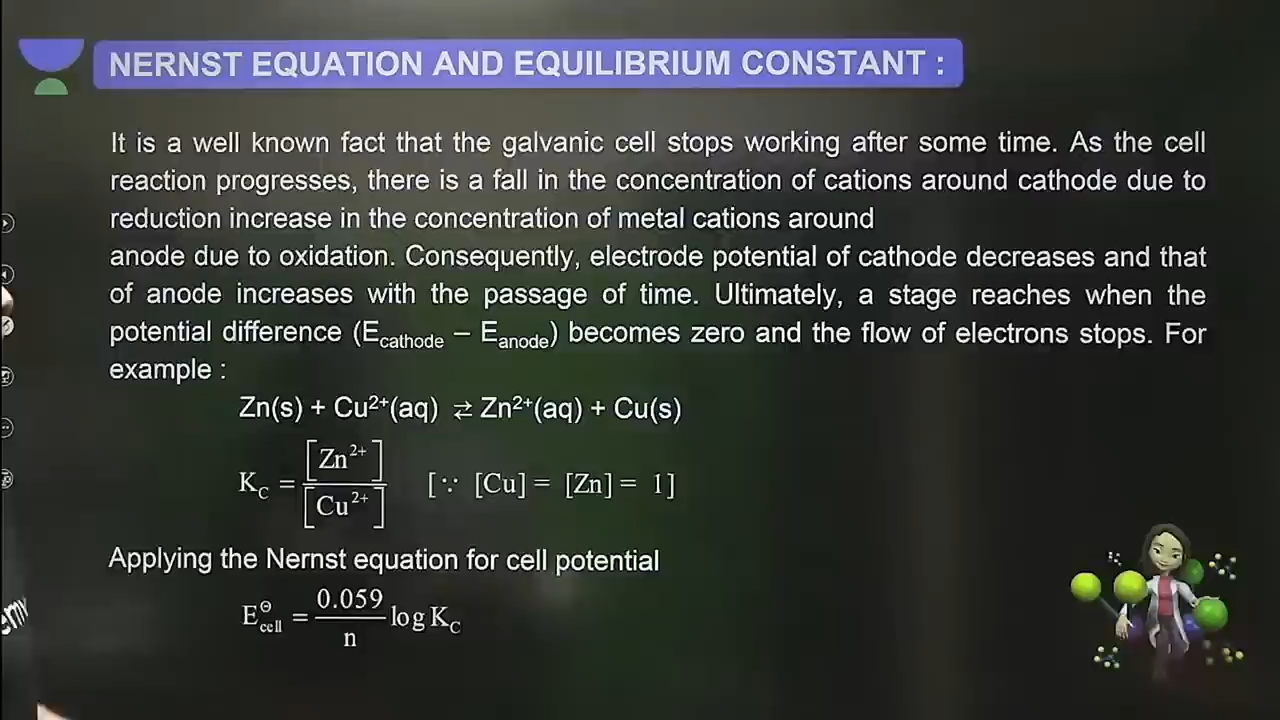 NERNST EQUATION AND EQUILIBRIUM CONSTANT :
It is a well known fact that the galvanic cell stops working after some time. As the cell
reaction progresses, there is a fall in the concentration of cations around cathode due to
reduction increase in the concentration of metal cations around
anode due to oxidation. Consequently, electrode potential of cathode decreases and that
of anode increases with the passage of time. Ultimately, a stage reaches when the
potential difference (E_cathode – E_anode) becomes zero and the flow of electrons stops. For
example :
Zn(s) + Cu²⁺(aq) ⇄ Zn²⁺(aq) + Cu(s)
K_C = [Zn²⁺] / [Cu²⁺] [∵ [Cu] = [Zn] = 1]
Applying the Nernst equation for cell potential
E^⊖_cell = 0.059 / n log K_C